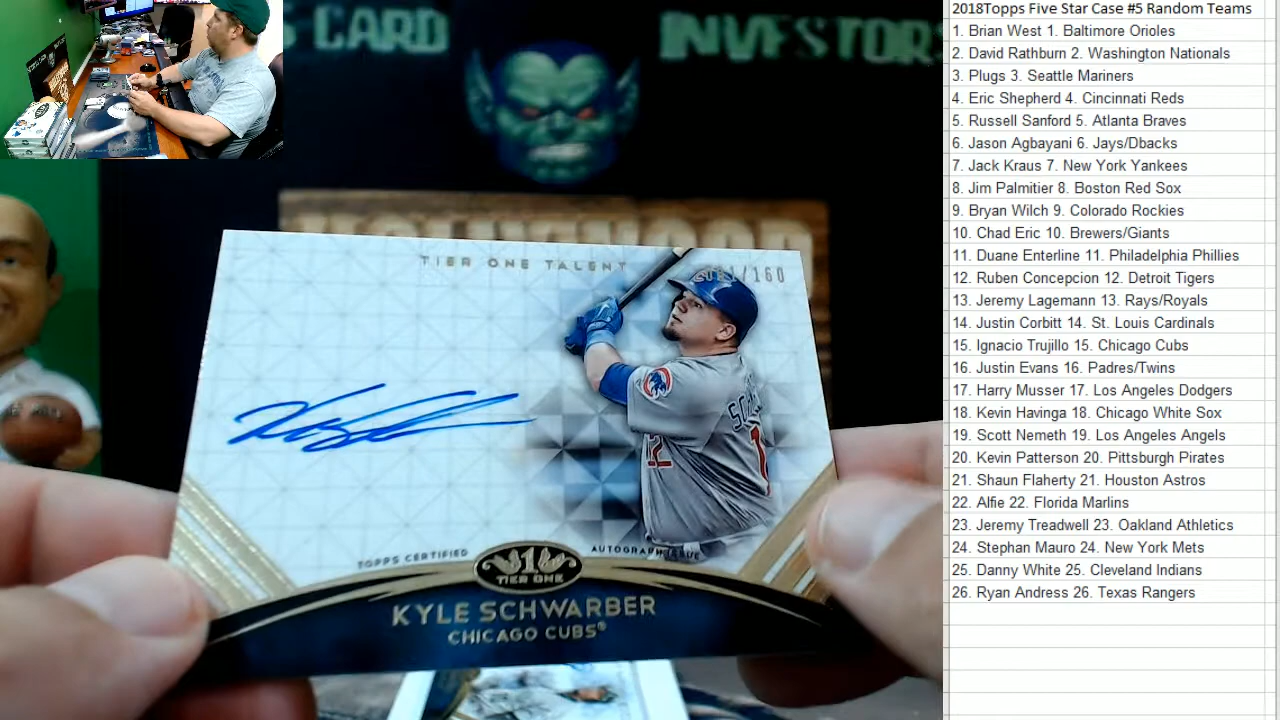 CARD INVESTORS
HOLLYWOOD
TIER ONE TALENT /160
SCH
12
1
TOPPS CERTIFIED AUTOGRAPH ISSUE
1
TIER ONE
KYLE SCHWARBER
CHICAGO CUBS®
2018Topps Five Star Case #5 Random Teams
1. Brian West 1. Baltimore Orioles
2. David Rathburn 2. Washington Nationals
3. Plugs 3. Seattle Mariners
4. Eric Shepherd 4. Cincinnati Reds
5. Russell Sanford 5. Atlanta Braves
6. Jason Agbayani 6. Jays/Dbacks
7. Jack Kraus 7. New York Yankees
8. Jim Palmitier 8. Boston Red Sox
9. Bryan Wilch 9. Colorado Rockies
10. Chad Eric 10. Brewers/Giants
11. Duane Enterline 11. Philadelphia Phillies
12. Ruben Concepcion 12. Detroit Tigers
13. Jeremy Lagemann 13. Rays/Royals
14. Justin Corbitt 14. St. Louis Cardinals
15. Ignacio Trujillo 15. Chicago Cubs
16. Justin Evans 16. Padres/Twins
17. Harry Musser 17. Los Angeles Dodgers
18. Kevin Havinga 18. Chicago White Sox
19. Scott Nemeth 19. Los Angeles Angels
20. Kevin Patterson 20. Pittsburgh Pirates
21. Shaun Flaherty 21. Houston Astros
22. Alfie 22. Florida Marlins
23. Jeremy Treadwell 23. Oakland Athletics
24. Stephan Mauro 24. New York Mets
25. Danny White 25. Cleveland Indians
26. Ryan Andress 26. Texas Rangers